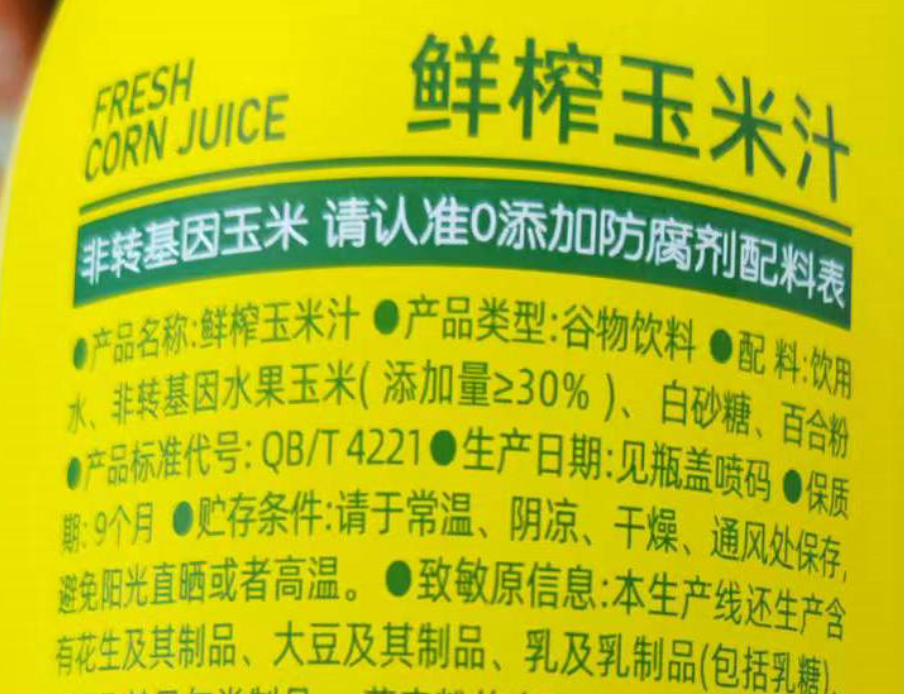 FRESH
CORN JUICE
鲜榨玉米汁
非转基因玉米 请认准0添加防腐剂配料表
●产品名称:鲜榨玉米汁 ●产品类型:谷物饮料 ●配 料:饮用
水、非转基因水果玉米( 添加量≥30% )、 白砂糖、百合粉
●产品标准代号: QB/T 4221●生产日期:见瓶盖喷码 ●保质
期: 9个月 ●贮存条件:请于常温、阴凉、干燥、通风处保存,
避免阳光直晒或者高温。 ●致敏原信息:本生产线还生产含
有花生及其制品、大豆及其制品、乳及乳制品(包括乳糖)、